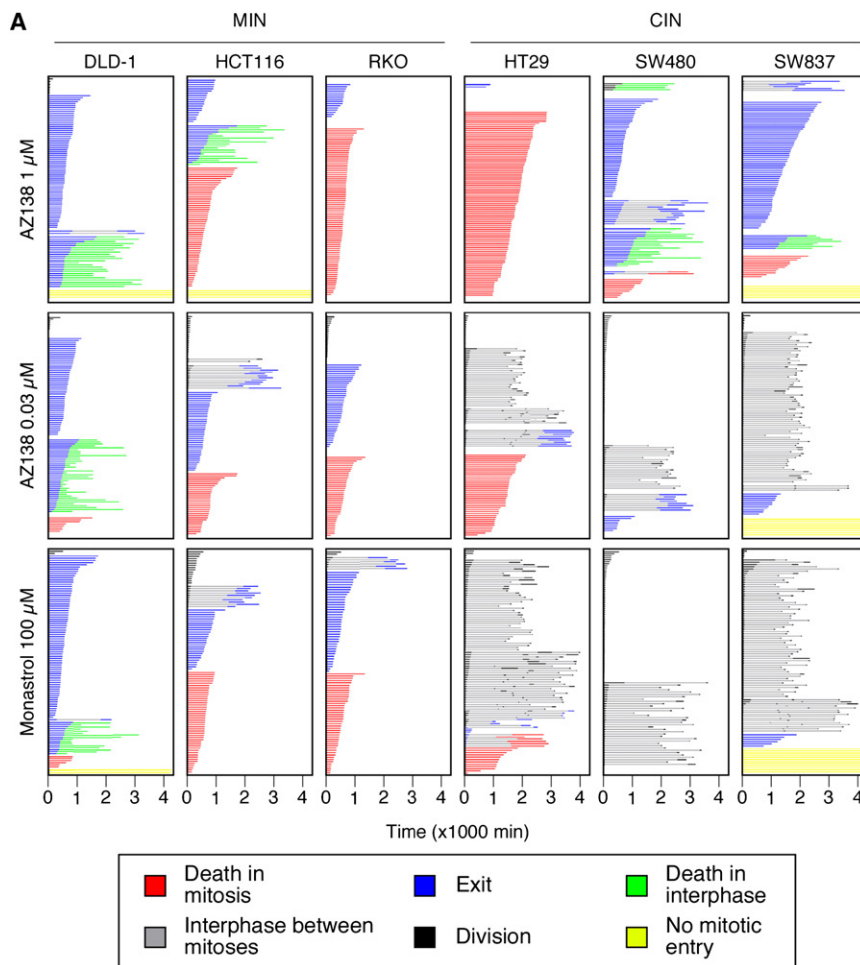 A
MIN CIN
DLD-1 HCT116 RKO HT29 SW480 SW837
AZ138 1 µM
AZ138 0.03 µM
Monastrol 100 µM
0 1 2 3 4 0 1 2 3 4 0 1 2 3 4 0 1 2 3 4 0 1 2 3 4 0 1 2 3 4
Time (x1000 min)
Death in mitosis
Exit
Death in interphase
Interphase between mitoses
Division
No mitotic entry